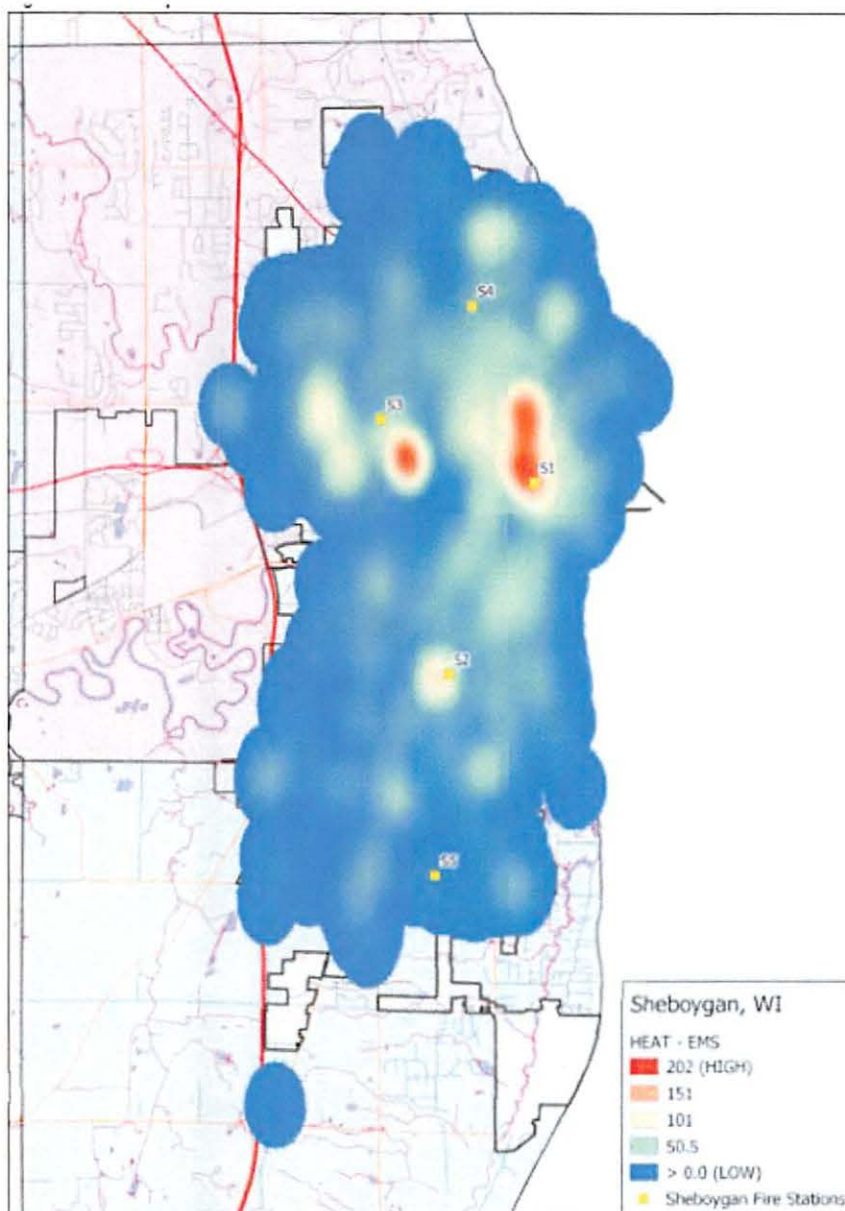 S4
S3
S1
S2
S5
Sheboygan, WI
HEAT - EMS
202 (HIGH)
151
101
50.5
> 0.0 (LOW)
Sheboygan Fire Stations